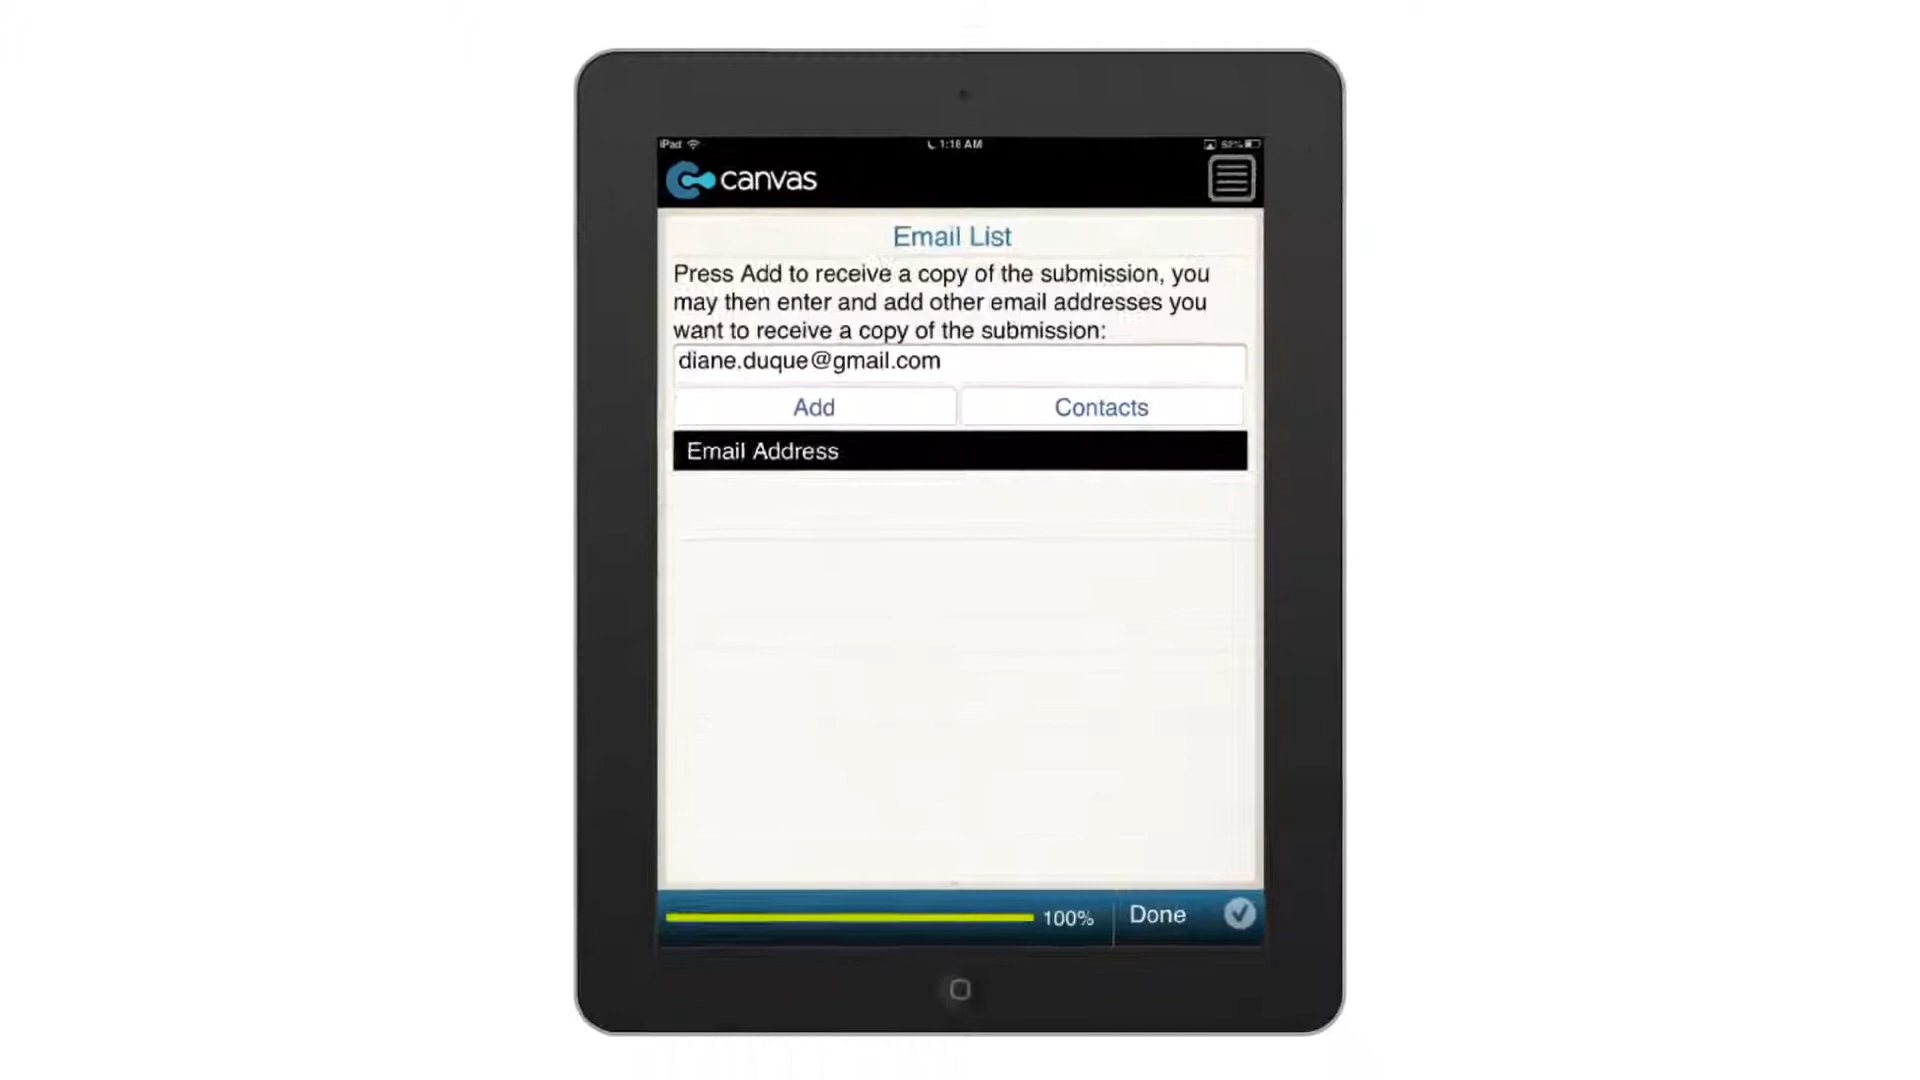 iPad 1:18 AM 52%
canvas
Email List
Press Add to receive a copy of the submission, you
may then enter and add other email addresses you
want to receive a copy of the submission:
diane.duque@gmail.com
Add Contacts
Email Address
100% Done